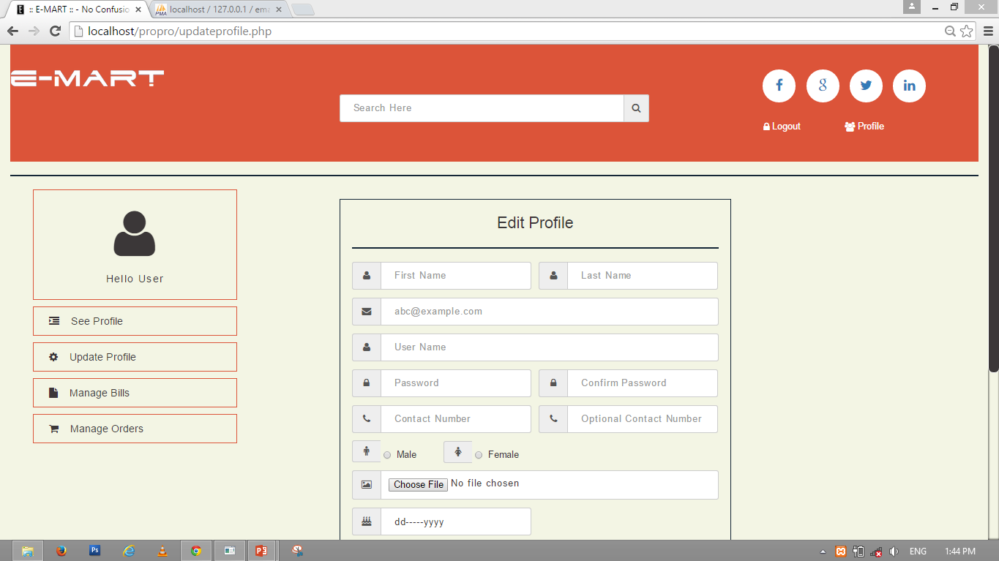 :: E-MART :: - No Confusio
localhost / 127.0.0.1 / ema
localhost/propro/updateprofile.php
E-MART
Search Here
Logout
Profile
Hello User
See Profile
Update Profile
Manage Bills
Manage Orders
Edit Profile
First Name
Last Name
abc@example.com
User Name
Password
Confirm Password
Contact Number
Optional Contact Number
Male
Female
Choose File No file chosen
dd-----yyyy
ENG
1:44 PM